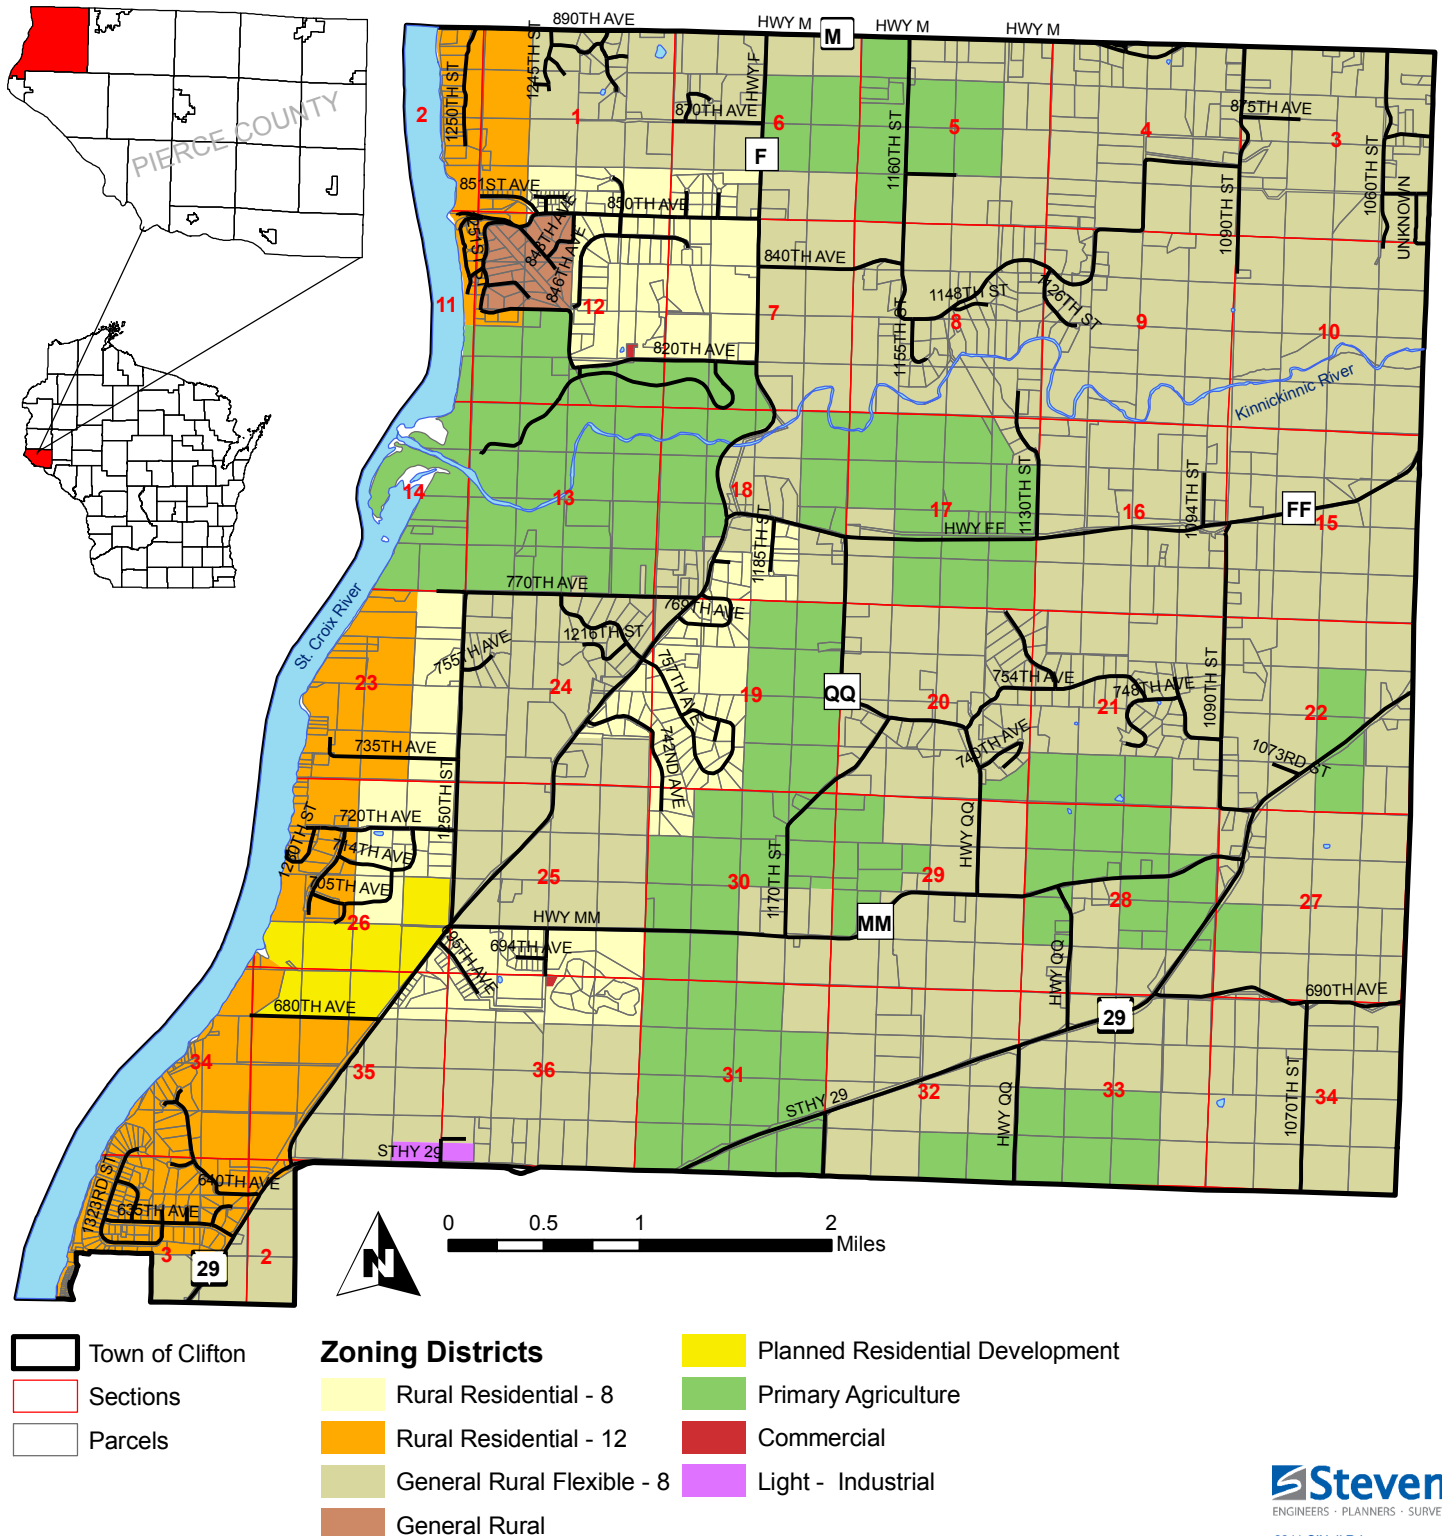 PIERCE COUNTY
890TH AVE
HWY M
M
HWY M
HWY M
1250TH ST
1245TH ST
HWY F
870TH AVE
875TH AVE
2
1
6
5
4
3
F
1160TH ST
1090TH ST
1060TH ST
UNKNOWN
851ST AVE
850TH AVE
848TH AVE
846TH AVE
840TH AVE
1148TH ST
1126TH ST
1155TH ST
11
12
7
8
9
10
820TH AVE
Kinnickinnic River
14
13
18
17
16
15
1185TH ST
1130TH ST
1094TH ST
HWY FF
FF
St. Croix River
770TH AVE
769TH AVE
1216TH ST
755TH AVE
757TH AVE
742ND AVE
23
24
19
QQ
20
21
22
754TH AVE
748TH AVE
740TH AVE
1090TH ST
1073RD ST
735TH AVE
1250TH ST
720TH AVE
714TH AVE
705TH AVE
1260TH ST
26
25
30
29
28
27
1170TH ST
HWY QQ
HWY MM
MM
694TH AVE
695TH AVE
HWY QQ
690TH AVE
680TH AVE
29
34
35
36
31
32
33
34
STHY 29
HWY QQ
1070TH ST
STHY 29
640TH AVE
635TH AVE
1323RD ST
3
2
29
N
0 0.5 1 2
Miles
Town of Clifton
Sections
Parcels
Zoning Districts
Rural Residential - 8
Rural Residential - 12
General Rural Flexible - 8
General Rural
Planned Residential Development
Primary Agriculture
Commercial
Light - Industrial
Steven
ENGINEERS · PLANNERS · SURVE